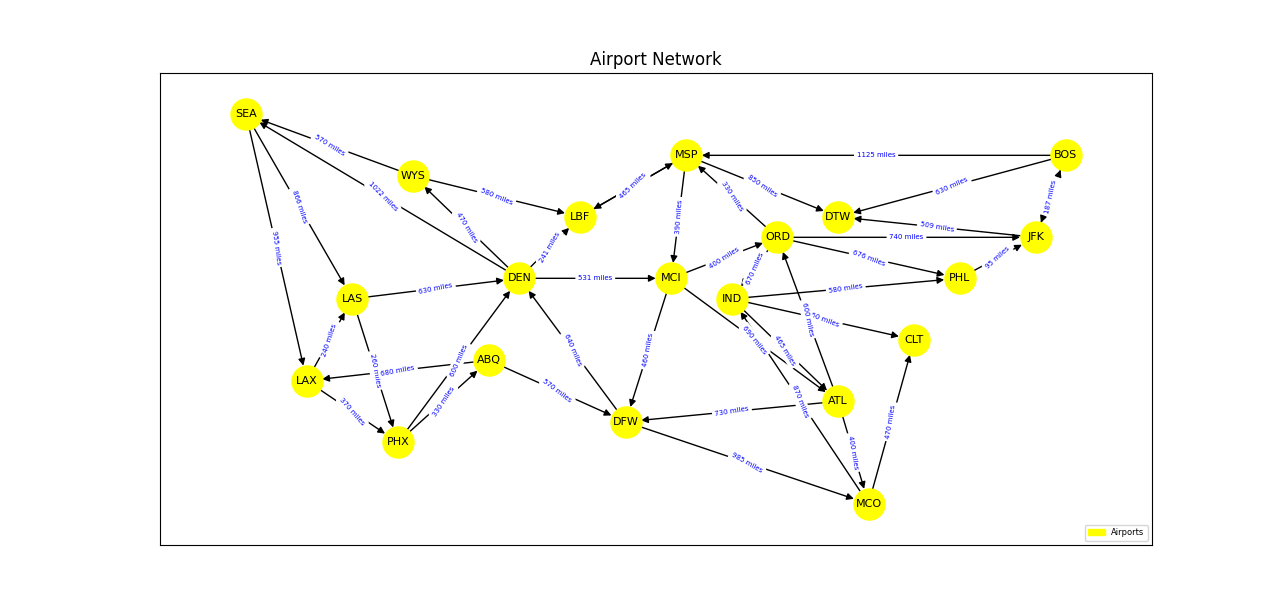 Airport Network
SEA
570 miles
MSP
1125 miles
BOS
WYS
1022 miles
580 miles
465 miles
850 miles
330 miles
630 miles
187 miles
866 miles
LBF
DTW
390 miles
470 miles
509 miles
955 miles
241 miles
ORD
740 miles
JFK
400 miles
676 miles
95 miles
DEN
531 miles
MCI
670 miles
PHL
LAS
630 miles
IND
580 miles
600 miles
CLT
240 miles
690 miles
465 miles
640 miles
460 miles
260 miles
600 miles
ABQ
680 miles
LAX
370 miles
330 miles
570 miles
870 miles
ATL
730 miles
DFW
470 miles
PHX
400 miles
985 miles
MCO
Airports